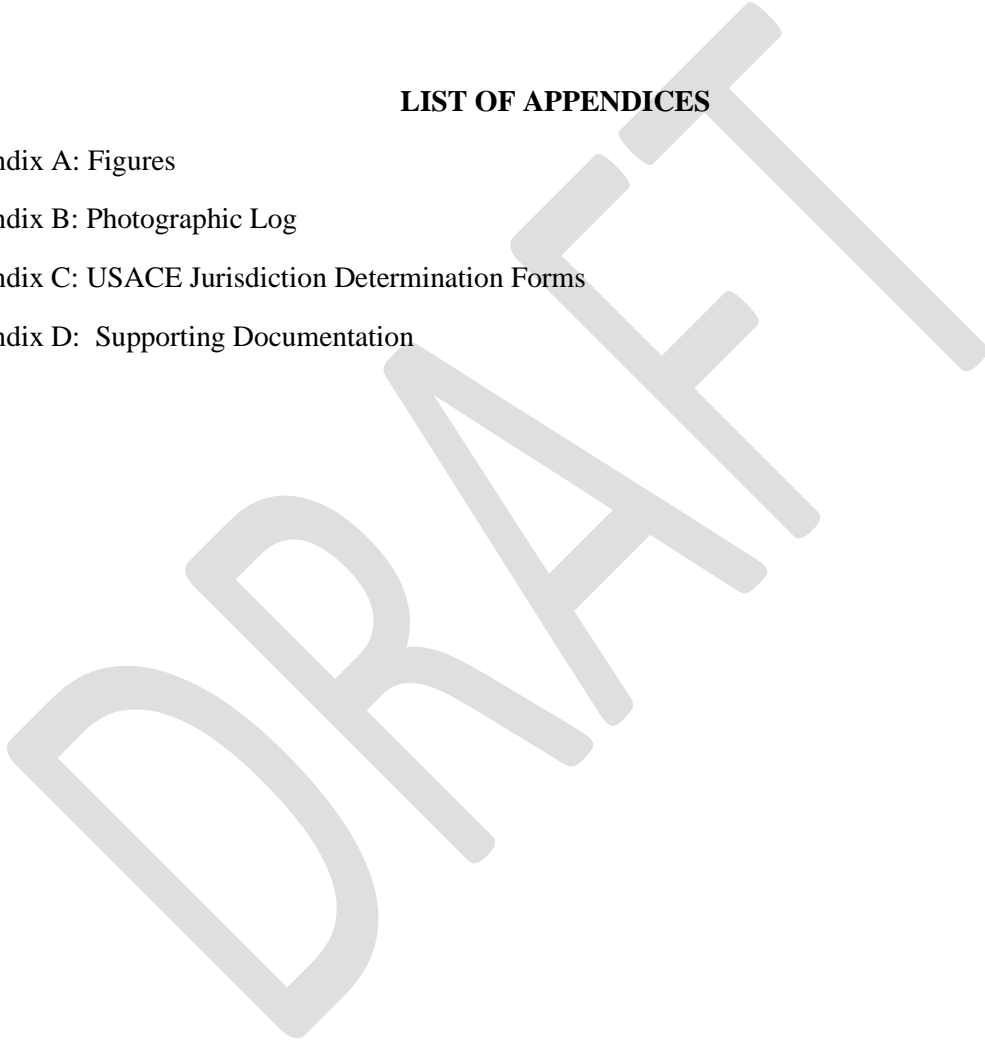 LIST OF APPENDICES
ndix A: Figures
ndix B: Photographic Log
ndix C: USACE Jurisdiction Determination Forms
ndix D: Supporting Documentation
DRAFT